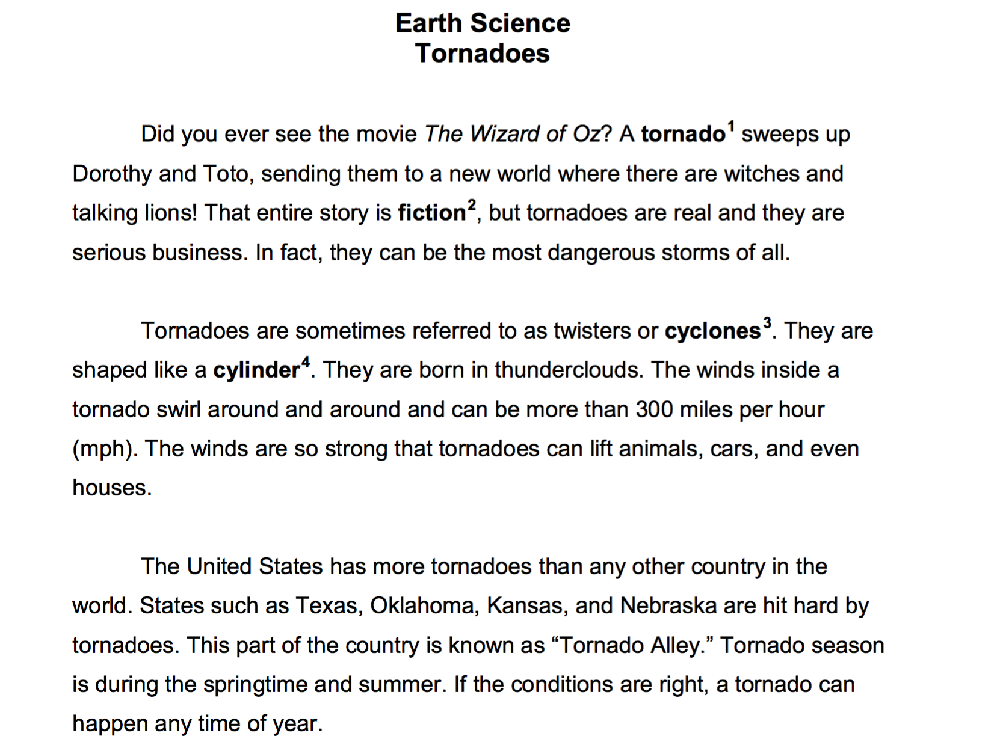 Earth Science
Tornadoes
Did you ever see the movie The Wizard of Oz? A tornado¹ sweeps up
Dorothy and Toto, sending them to a new world where there are witches and
talking lions! That entire story is fiction², but tornadoes are real and they are
serious business. In fact, they can be the most dangerous storms of all.
Tornadoes are sometimes referred to as twisters or cyclones³. They are
shaped like a cylinder⁴. They are born in thunderclouds. The winds inside a
tornado swirl around and around and can be more than 300 miles per hour
(mph). The winds are so strong that tornadoes can lift animals, cars, and even
houses.
The United States has more tornadoes than any other country in the
world. States such as Texas, Oklahoma, Kansas, and Nebraska are hit hard by
tornadoes. This part of the country is known as “Tornado Alley.” Tornado season
is during the springtime and summer. If the conditions are right, a tornado can
happen any time of year.